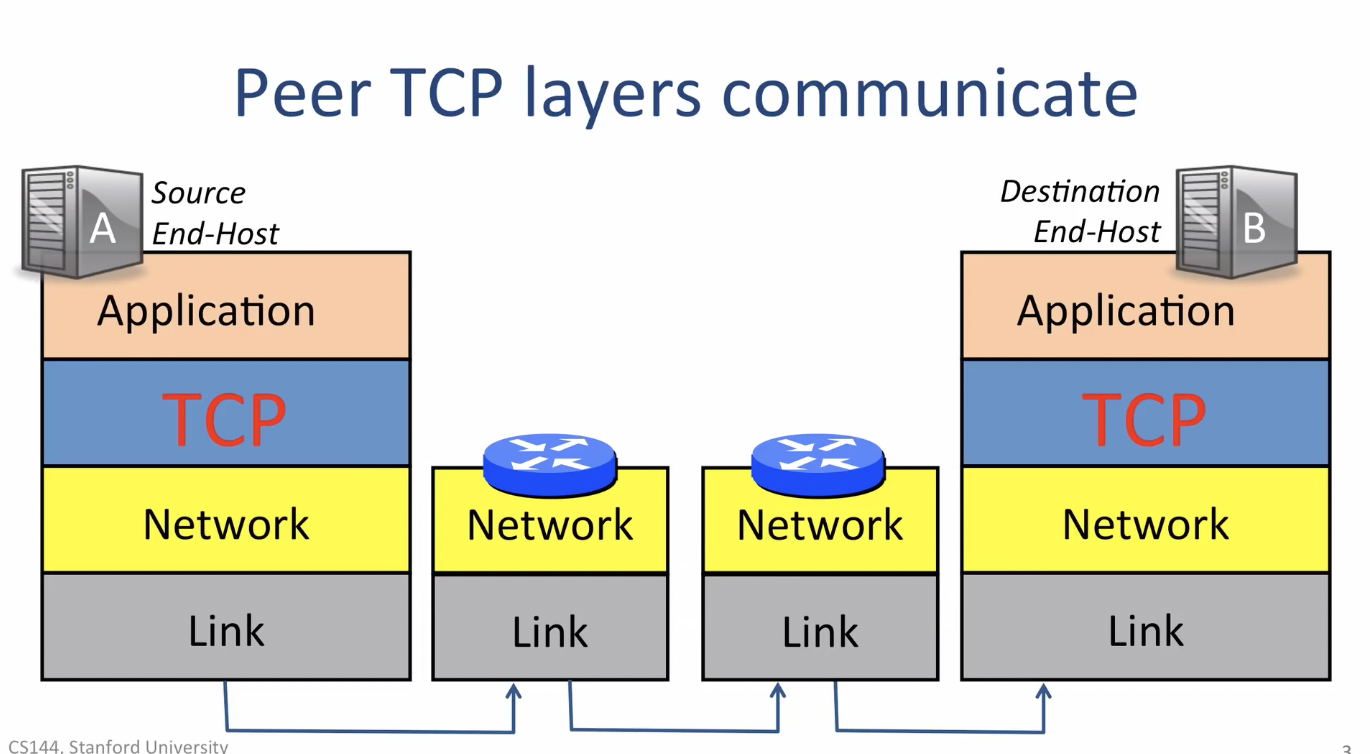 Peer TCP layers communicate
A
Source
End-Host
Destination
End-Host
B
Application
Application
TCP
TCP
Network
Network
Network
Network
Link
Link
Link
Link
CS144, Stanford University
3